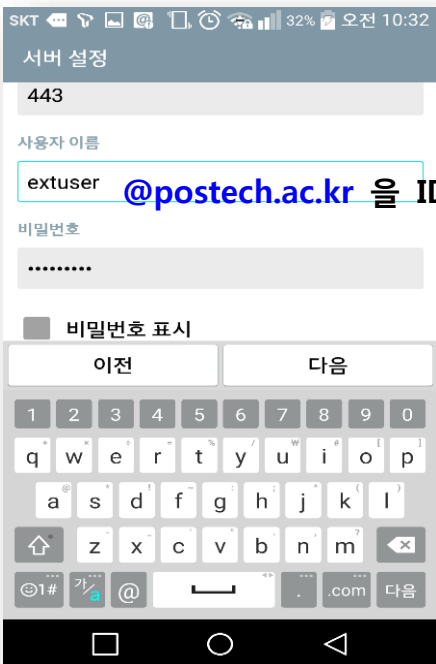 SKT 32% 오전 10:32
서버 설정
443
사용자 이름
extuser @postech.ac.kr 을 ID
비밀번호
•••••••••
비밀번호 표시
이전 다음
1 2 3 4 5 6 7 8 9 0
q w e r t y u i o p
a s d f g h j k l
z x c v b n m
1# 가/a @ . .com 다음